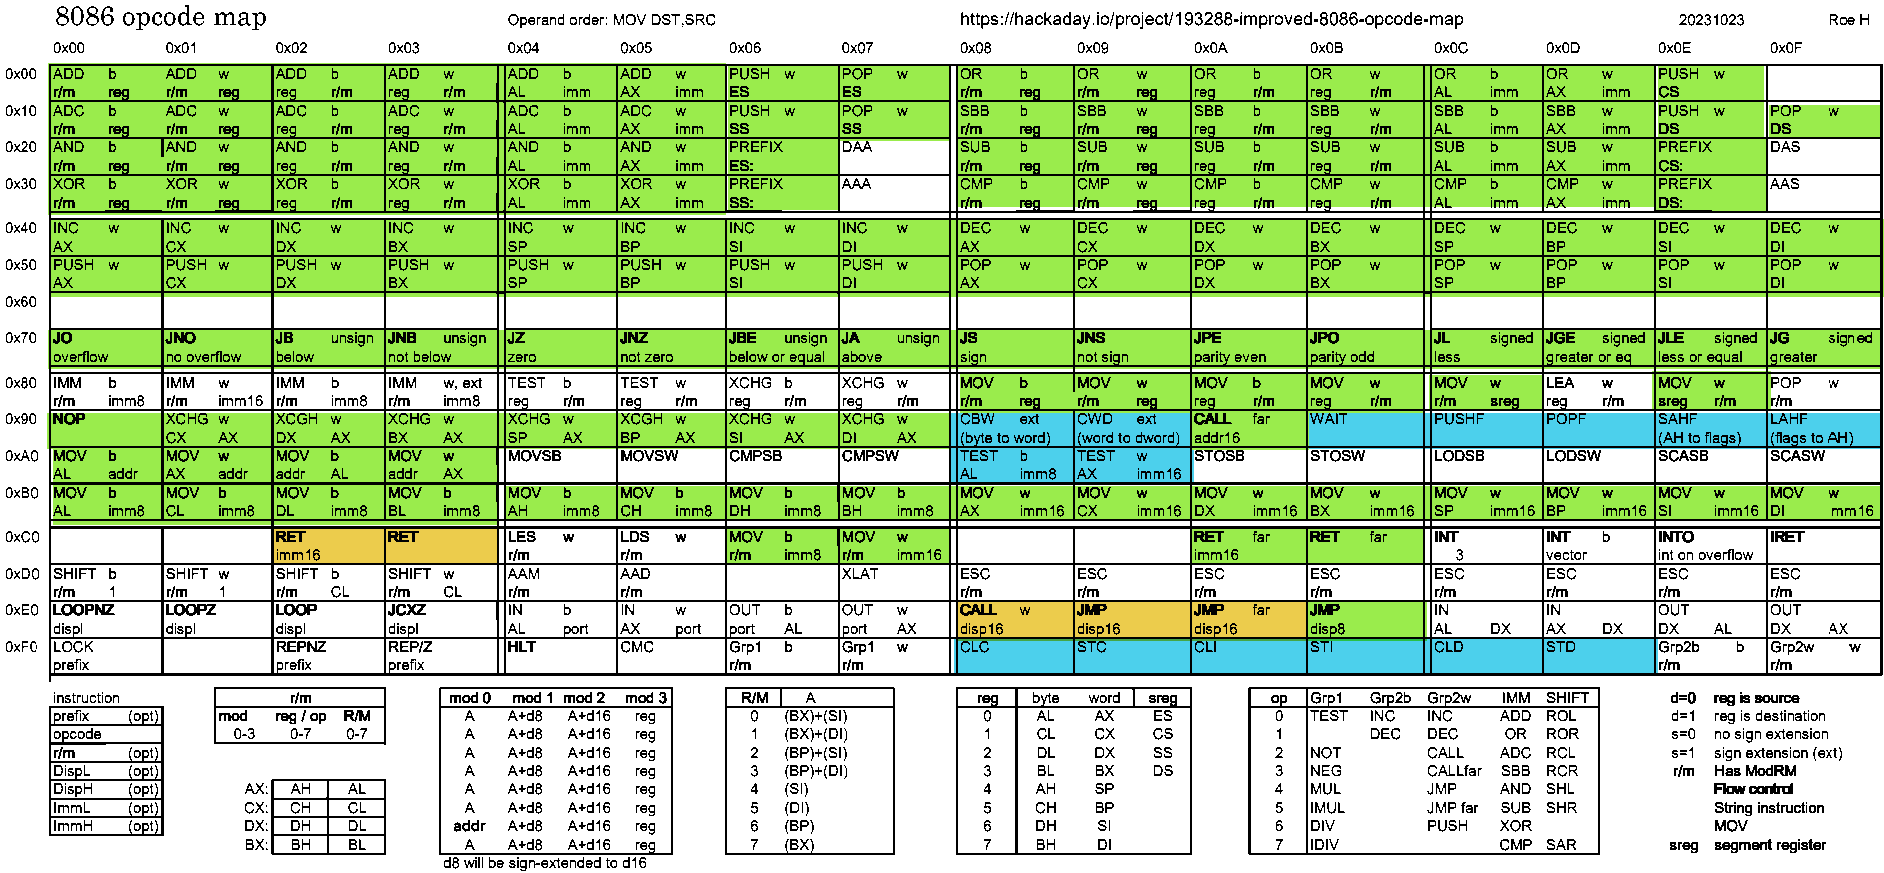 8086 opcode map Operand order: MOV DST,SRC https://hackaday.io/project/193288-improved-8086-opcode-map 20231023 Roe H
0x00 0x01 0x02 0x03 0x04 0x05 0x06 0x07 0x08 0x09 0x0A 0x0B 0x0C 0x0D 0x0E 0x0F
0x00 ADD b ADD w ADD b ADD w ADD b ADD w PUSH w POP w OR b OR w OR b OR w OR b OR w PUSH w
r/m reg r/m reg reg r/m reg r/m AL imm AX imm ES ES r/m reg r/m reg reg r/m reg r/m AL imm AX imm CS
0x10 ADC b ADC w ADC b ADC w ADC b ADC w PUSH w POP w SBB b SBB w SBB b SBB w SBB b SBB w PUSH w POP w
r/m reg r/m reg reg r/m reg r/m AL imm AX imm SS SS r/m reg r/m reg reg r/m reg r/m AL imm AX imm DS DS
0x20 AND b AND w AND b AND w AND b AND w PREFIX DAA SUB b SUB w SUB b SUB w SUB b SUB w PREFIX DAS
r/m reg r/m reg reg r/m reg r/m AL imm AX imm ES: r/m reg r/m reg reg r/m reg r/m AL imm AX imm CS:
0x30 XOR b XOR w XOR b XOR w XOR b XOR w PREFIX AAA CMP b CMP w CMP b CMP w CMP b CMP w PREFIX AAS
r/m reg r/m reg reg r/m reg r/m AL imm AX imm SS: r/m reg r/m reg reg r/m reg r/m AL imm AX imm DS:
0x40 INC w INC w INC w INC w INC w INC w INC w INC w DEC w DEC w DEC w DEC w DEC w DEC w DEC w DEC w
AX CX DX BX SP BP SI DI AX CX DX BX SP BP SI DI
0x50 PUSH w PUSH w PUSH w PUSH w PUSH w PUSH w PUSH w PUSH w POP w POP w POP w POP w POP w POP w POP w POP w
AX CX DX BX SP BP SI DI AX CX DX BX SP BP SI DI
0x60
0x70 JO JNO JB unsign JNB unsign JZ JNZ JBE unsign JA unsign JS JNS JPE JPO JL signed JGE signed JLE signed JG signed
overflow no overflow below not below zero not zero below or equal above sign not sign parity even parity odd less greater or eq less or equal greater
0x80 IMM b IMM w IMM b IMM w, ext TEST b TEST w XCHG b XCHG w MOV b MOV w MOV b MOV w MOV w LEA w MOV w POP w
r/m imm8 r/m imm16 r/m imm8 r/m imm8 reg r/m reg r/m reg r/m reg r/m r/m reg r/m reg reg r/m reg r/m r/m sreg reg r/m sreg r/m r/m
0x90 NOP XCHG w XCGH w XCHG w XCHG w XCGH w XCHG w XCHG w CBW ext CWD ext CALL far WAIT PUSHF POPF SAHF LAHF
CX AX DX AX BX AX SP AX BP AX SI AX DI AX (byte to word) (word to dword) addr16 (AH to flags) (flags to AH)
0xA0 MOV b MOV w MOV b MOV w MOVSB MOVSW CMPSB CMPSW TEST b TEST w STOSB STOSW LODSB LODSW SCASB SCASW
AL addr AX addr addr AL addr AX AL imm8 AX imm16
0xB0 MOV b MOV b MOV b MOV b MOV b MOV b MOV b MOV b MOV w MOV w MOV w MOV w MOV w MOV w MOV w MOV w
AL imm8 CL imm8 DL imm8 BL imm8 AH imm8 CH imm8 DH imm8 BH imm8 AX imm16 CX imm16 DX imm16 BX imm16 SP imm16 BP imm16 SI imm16 DI mm16
0xC0 RET RET LES w LDS w MOV b MOV w RET far RET far INT INT b INTO IRET
imm16 r/m r/m r/m imm8 r/m imm16 imm16 3 vector int on overflow
0xD0 SHIFT b SHIFT w SHIFT b SHIFT w AAM AAD XLAT ESC ESC ESC ESC ESC ESC ESC ESC
r/m 1 r/m 1 r/m CL r/m CL r/m r/m r/m r/m r/m r/m r/m r/m
0xE0 LOOPNZ LOOPZ LOOP JCXZ IN b IN w OUT b OUT w CALL w JMP JMP far JMP IN IN OUT OUT
displ displ displ displ AL port AX port port AL port AX disp16 disp16 disp16 disp8 AL DX AX DX DX AL DX AX
0xF0 LOCK REPNZ REP/Z HLT CMC Grp1 b Grp1 w CLC STC CLI STI CLD STD Grp2b b Grp2w w
prefix prefix prefix r/m r/m r/m r/m
instruction r/m mod 0 mod 1 mod 2 mod 3 R/M A reg byte word sreg op Grp1 Grp2b Grp2w IMM SHIFT d=0 reg is source
prefix (opt) mod reg / op R/M A A+d8 A+d16 reg 0 (BX)+(SI) 0 AL AX ES 0 TEST INC INC ADD ROL d=1 reg is destination
opcode 0-3 0-7 0-7 A A+d8 A+d16 reg 1 (BX)+(DI) 1 CL CX CS 1 DEC DEC OR ROR s=0 no sign extension
r/m (opt) A A+d8 A+d16 reg 2 (BP)+(SI) 2 DL DX SS 2 NOT CALL ADC RCL s=1 sign extension (ext)
DispL (opt) A A+d8 A+d16 reg 3 (BP)+(DI) 3 BL BX DS 3 NEG CALLfar SBB RCR r/m Has ModRM
DispH (opt) AX: AH AL A A+d8 A+d16 reg 4 (SI) 4 AH SP 4 MUL JMP AND SHL Flow control
ImmL (opt) CX: CH CL A A+d8 A+d16 reg 5 (DI) 5 CH BP 5 IMUL JMP far SUB SHR String instruction
ImmH (opt) DX: DH DL addr A+d8 A+d16 reg 6 (BP) 6 DH SI 6 DIV PUSH XOR MOV
BX: BH BL A A+d8 A+d16 reg 7 (BX) 7 BH DI 7 IDIV CMP SAR sreg segment register
d8 will be sign-extended to d16